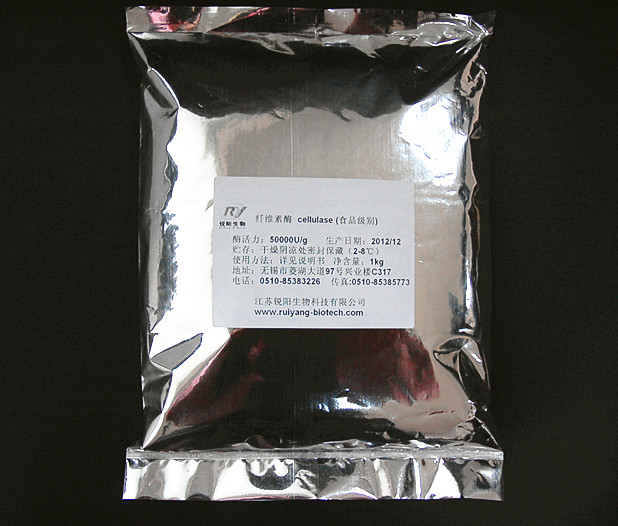 RY
锐阳生物
纤维素酶 cellulase (食品级别)
酶活力：50000U/g 生产日期：2012/12
贮存：干燥阴凉处密封保藏（2-8℃）
使用方法：详见说明书 净含量：1kg
地址：无锡市菱湖大道97号兴业楼C317
电话：0510-85383226 传真:0510-85385773
江苏锐阳生物科技有限公司
www.ruiyang-biotech.com